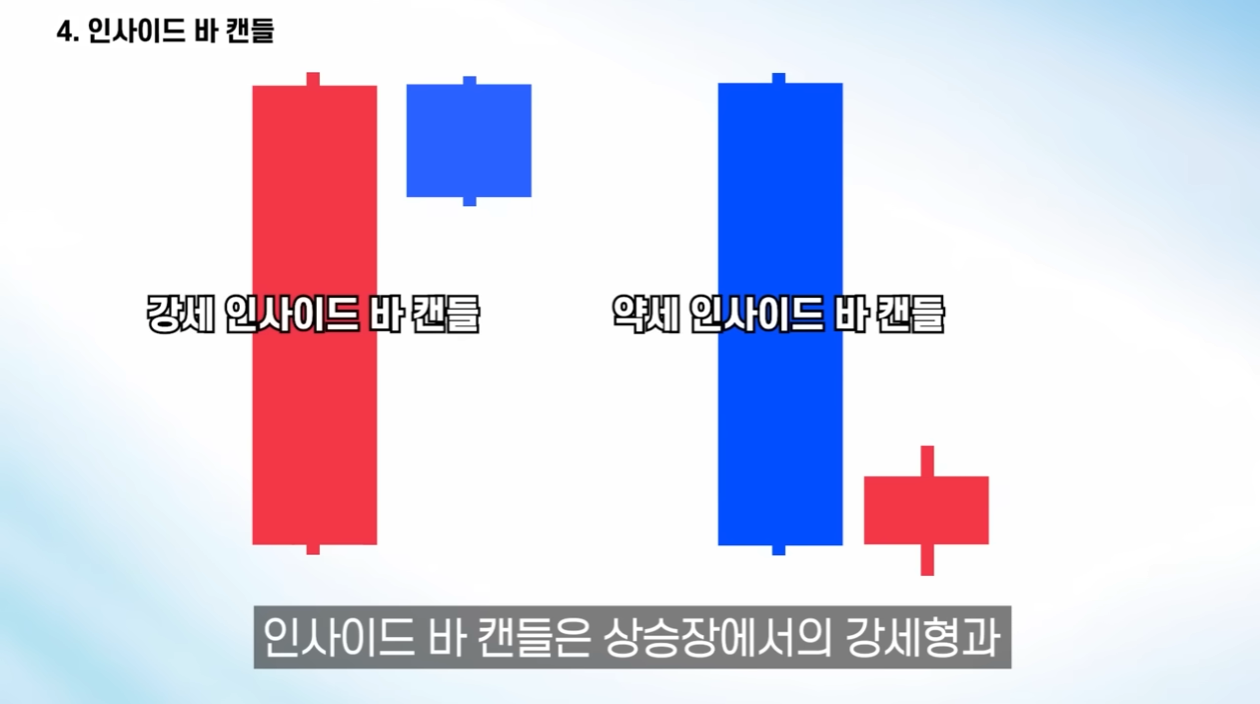 4. 인사이드 바 캔들
강세 인사이드 바 캔들
약세 인사이드 바 캔들
인사이드 바 캔들은 상승장에서의 강세형과